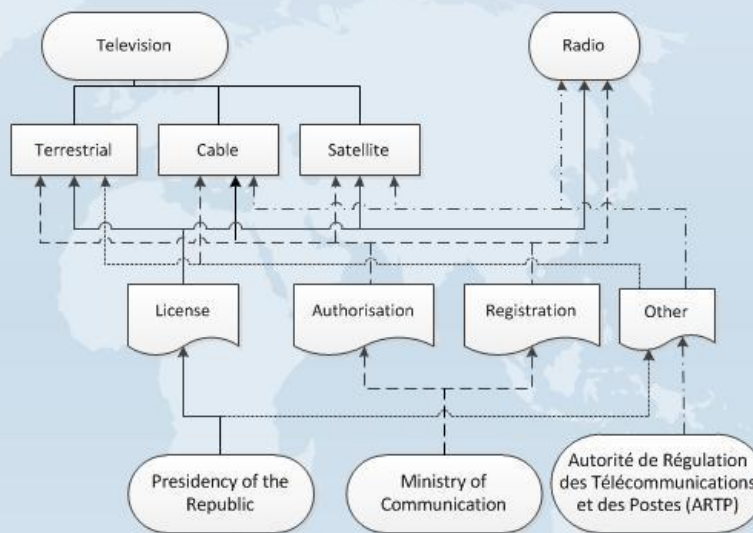 Television
Radio
Terrestrial
Cable
Satellite
License
Authorisation
Registration
Other
Presidency of the
Republic
Ministry of
Communication
Autorité de Régulation
des Télécommunications
et des Postes (ARTP)